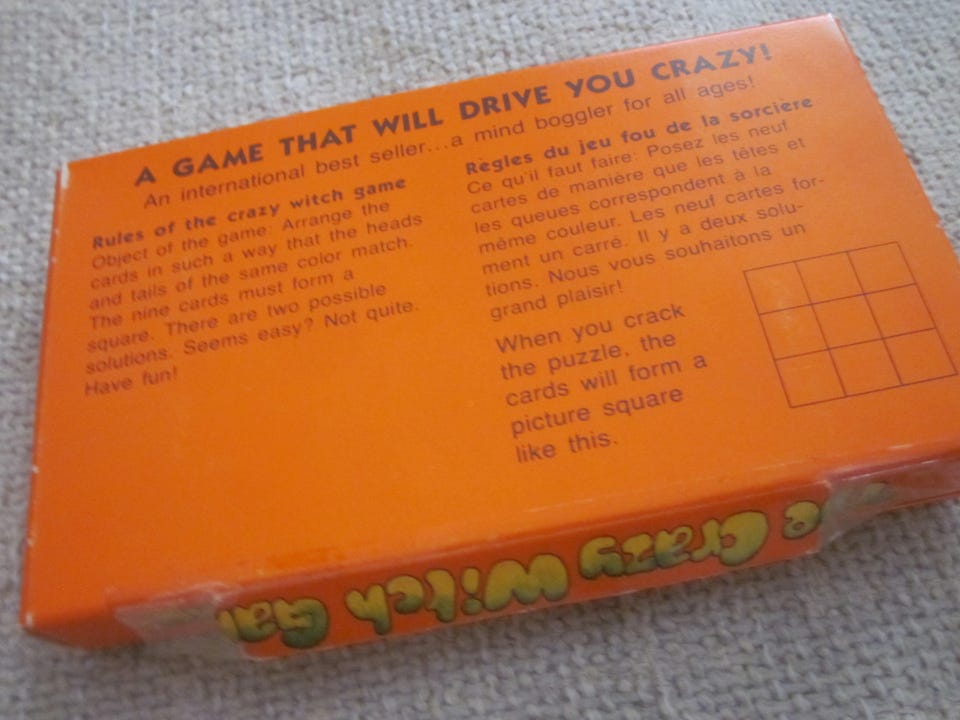 A GAME THAT WILL DRIVE YOU CRAZY!
An international best seller...a mind boggler for all ages!
Rules of the crazy witch game
Object of the game: Arrange the
cards in such a way that the heads
and tails of the same color match.
The nine cards must form a
square. There are two possible
solutions. Seems easy? Not quite.
Have fun!
Règles du jeu fou de la sorcière
Ce qu'il faut faire: Posez les neuf
cartes de manière que les têtes et
les queues correspondent à la
même couleur. Les neuf cartes for-
ment un carré. Il y a deux solu-
tions. Nous vous souhaitons un
grand plaisir!
When you crack
the puzzle, the
cards will form a
picture square
like this.
Crazy Witch